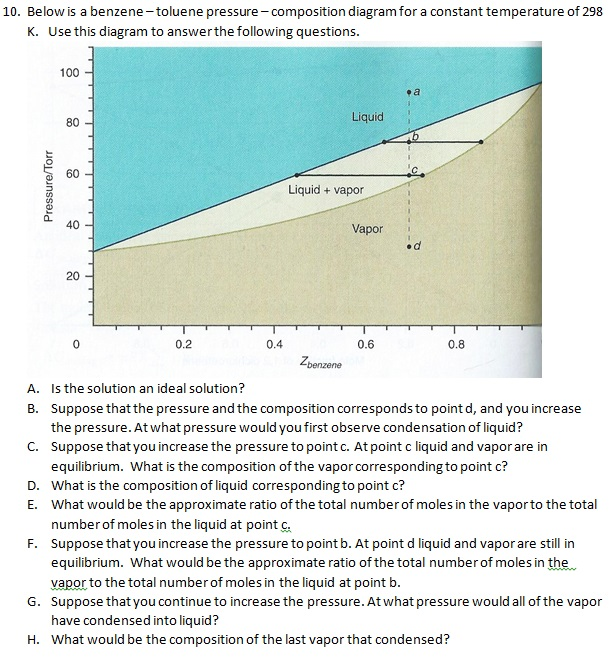 10. Below is a benzene – toluene pressure – composition diagram for a constant temperature of 298
K. Use this diagram to answer the following questions.
100
a
Liquid
80
b
60
c
Liquid + vapor
Pressure/Torr
40
Vapor
d
20
0 0.2 0.4 0.6 0.8
Zbenzene
A. Is the solution an ideal solution?
B. Suppose that the pressure and the composition corresponds to point d, and you increase
the pressure. At what pressure would you first observe condensation of liquid?
C. Suppose that you increase the pressure to point c. At point c liquid and vapor are in
equilibrium. What is the composition of the vapor corresponding to point c?
D. What is the composition of liquid corresponding to point c?
E. What would be the approximate ratio of the total number of moles in the vapor to the total
number of moles in the liquid at point c.
F. Suppose that you increase the pressure to point b. At point d liquid and vapor are still in
equilibrium. What would be the approximate ratio of the total number of moles in the
vapor to the total number of moles in the liquid at point b.
G. Suppose that you continue to increase the pressure. At what pressure would all of the vapor
have condensed into liquid?
H. What would be the composition of the last vapor that condensed?